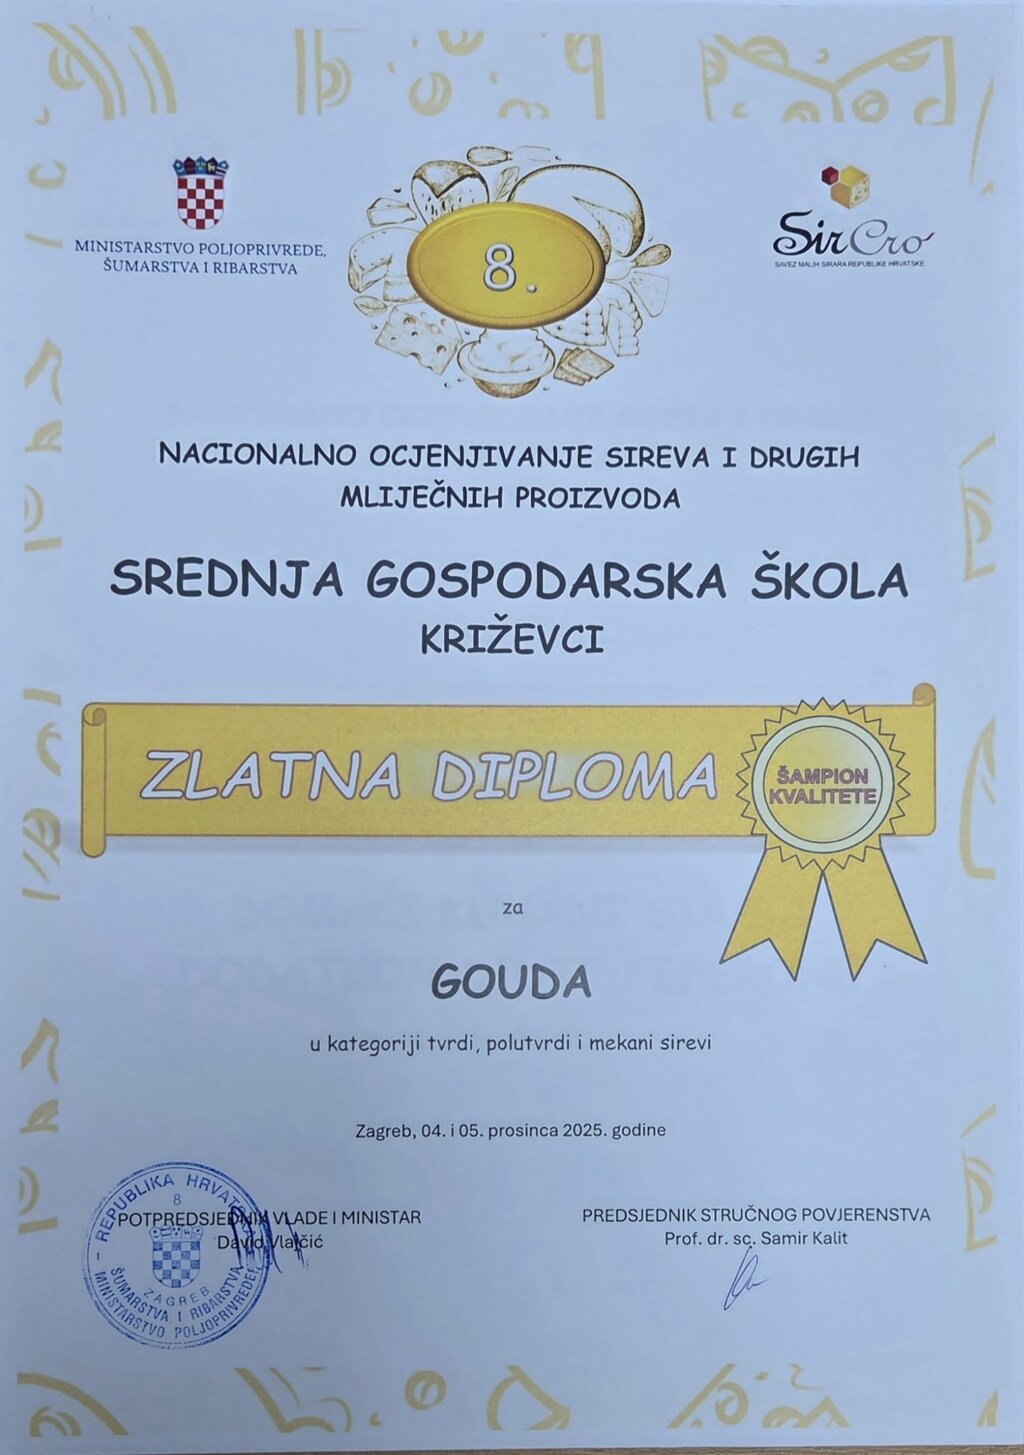 MINISTARSTVO POLJOPRIVREDE,
ŠUMARSTVA I RIBARSTVA
8.
SirCro
SAVEZ MALIH SIRARA REPUBLIKE HRVATSKE
NACIONALNO OCJENJIVANJE SIREVA I DRUGIH
MLIJEČNIH PROIZVODA
SREDNJA GOSPODARSKA ŠKOLA
KRIŽEVCI
ZLATNA DIPLOMA
ŠAMPION
KVALITETE
za
GOUDA
u kategoriji tvrdi, polutvrdi i mekani sirevi
Zagreb, 04. i 05. prosinca 2025. godine
POTPREDSJEDNIK VLADE I MINISTAR
David Vlajčić
PREDSJEDNIK STRUČNOG POVJERENSTVA
Prof. dr. sc. Samir Kalit
REPUBLIKA HRVATSKA
8
ZAGREB
ŠUMARSTVA I RIBARSTVA
MINISTARSTVO POLJOPRIVREDE